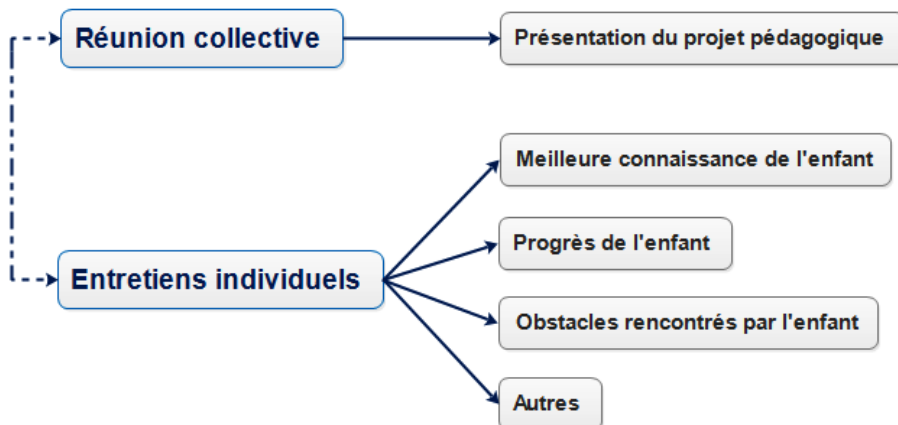 Réunion collective
Présentation du projet pédagogique
Meilleure connaissance de l'enfant
Progrès de l'enfant
Entretiens individuels
Obstacles rencontrés par l'enfant
Autres